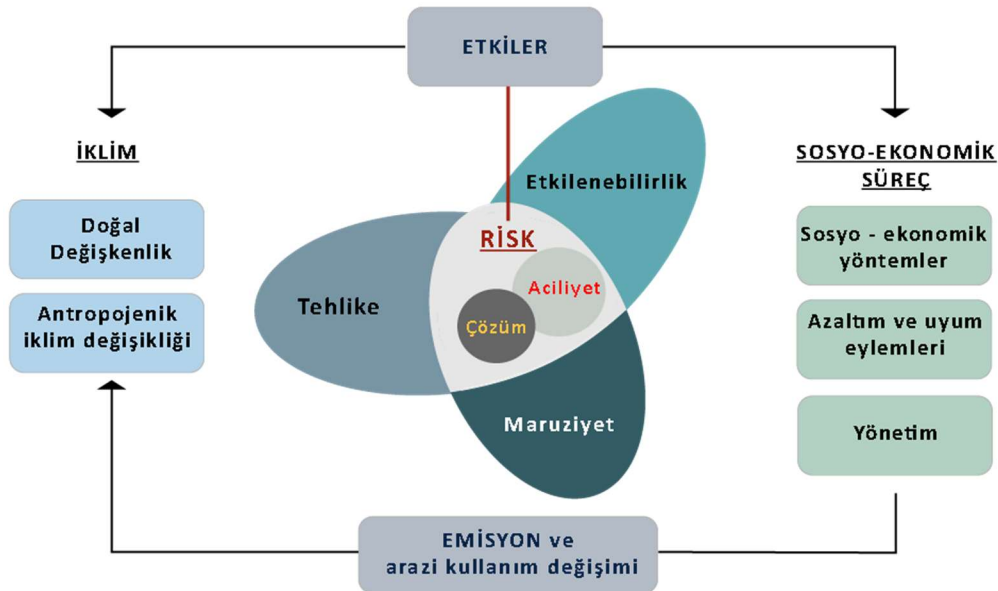 ETKİLER
İKLİM
Doğal
Değişkenlik
Antropojenik
iklim değişikliği
Etkilenebilirlik
RİSK
Aciliyet
Tehlike
Çözüm
Maruziyet
SOSYO-EKONOMİK
SÜREÇ
Sosyo - ekonomik
yöntemler
Azaltım ve uyum
eylemleri
Yönetim
EMİSYON ve
arazi kullanım değişimi